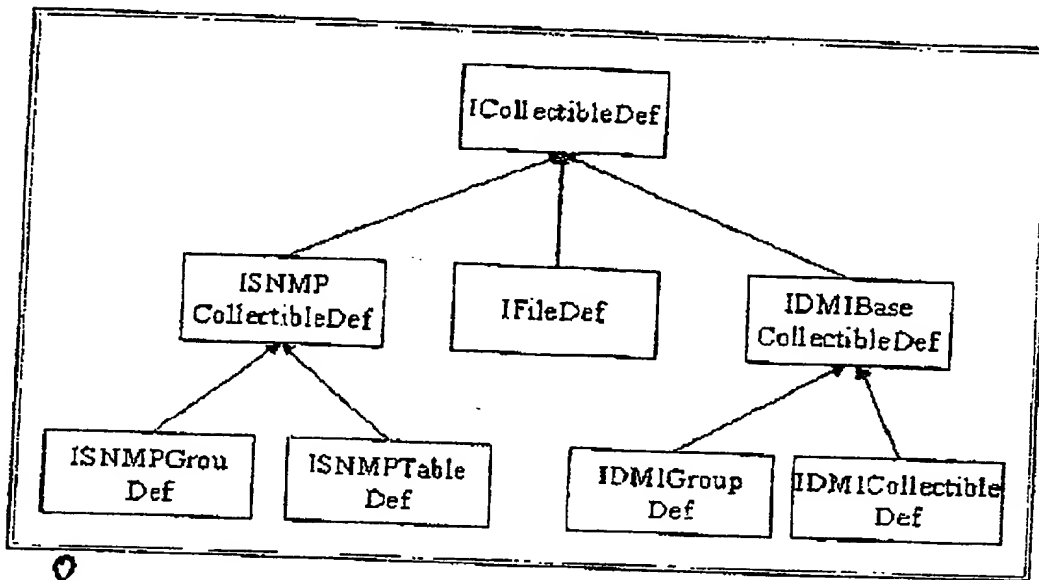 ICollectibleDef
ISNMP
CollectibleDef
IFileDef
IDMIBase
CollectibleDef
ISNMPGrou
Def
ISNMPTable
Def
IDMIGroup
Def
IDMICollectible
Def